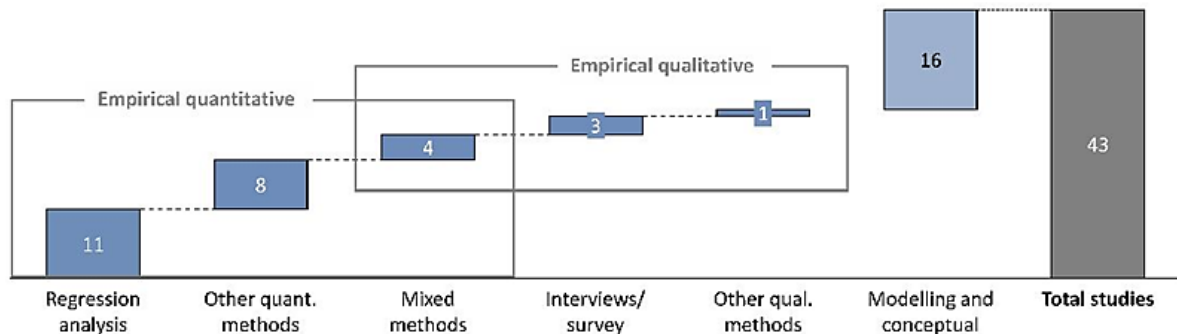 Empirical qualitative
Empirical quantitative
11
8
4
3
1
16
43
Regression
analysis
Other quant.
methods
Mixed
methods
Interviews/
survey
Other qual.
methods
Modelling and
conceptual
Total studies